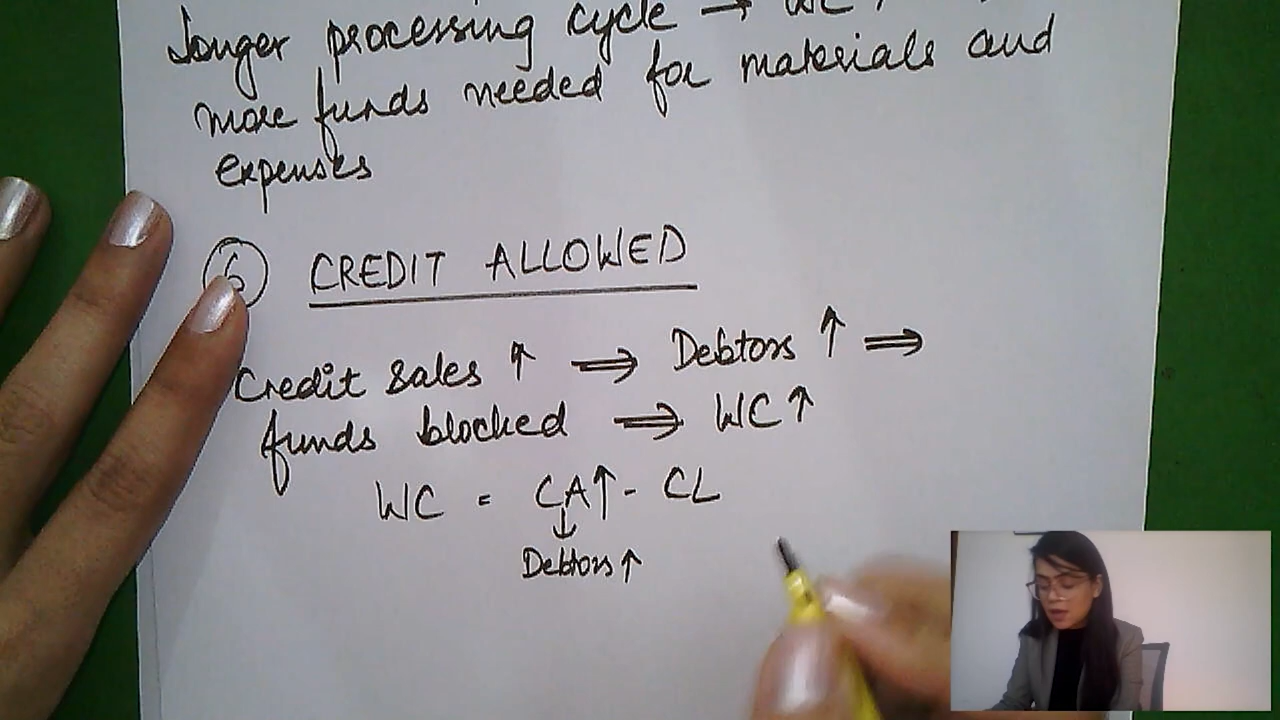 longer processing cycle → WC ↑
more funds needed for materials and
expenses
6 CREDIT ALLOWED
Credit sales ↑ ⇒ Debtors ↑ ⇒
funds blocked ⇒ WC ↑
WC = CA↑ - CL
↓
Debtors ↑